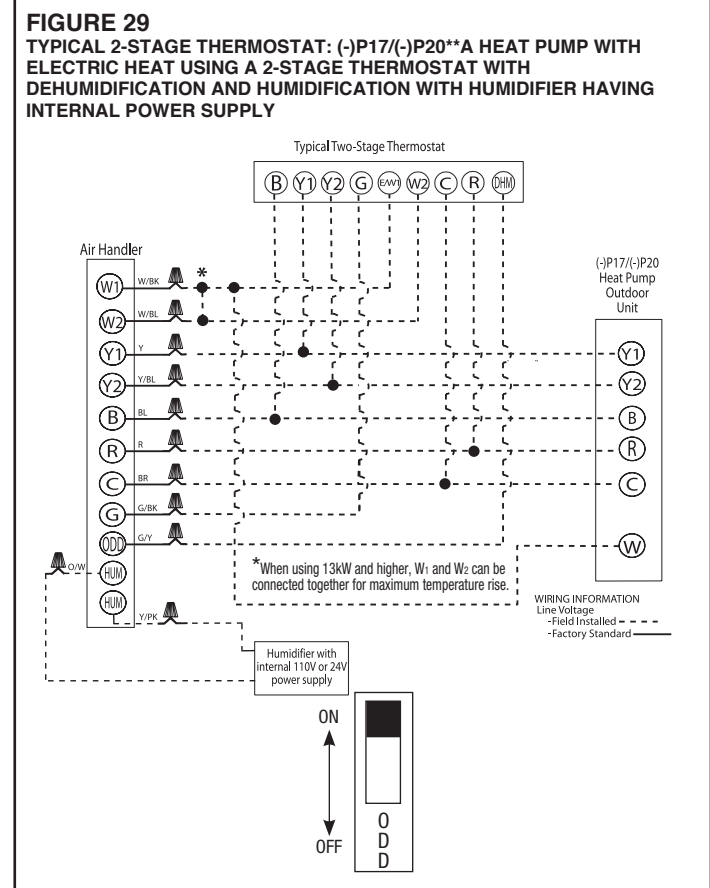 FIGURE 29
TYPICAL 2-STAGE THERMOSTAT: (-)P17/(-)P20**A HEAT PUMP WITH
ELECTRIC HEAT USING A 2-STAGE THERMOSTAT WITH
DEHUMIDIFICATION AND HUMIDIFICATION WITH HUMIDIFIER HAVING
INTERNAL POWER SUPPLY
Typical Two-Stage Thermostat
B Y1 Y2 G E/W1 W2 C R DHM
Air Handler
(-)P17/(-)P20
Heat Pump
Outdoor
Unit
W1 W/BK *
W2 W/BL
Y1 Y Y1
Y2 Y/BL Y2
B BL B
R R R
C BR C
G G/BK
ODD G/Y W
O/W HUM
HUM Y/PK
*When using 13kW and higher, W1 and W2 can be
connected together for maximum temperature rise.
WIRING INFORMATION
Line Voltage
-Field Installed
-Factory Standard
Humidifier with
internal 110V or 24V
power supply
ON
OFF
O
D
D